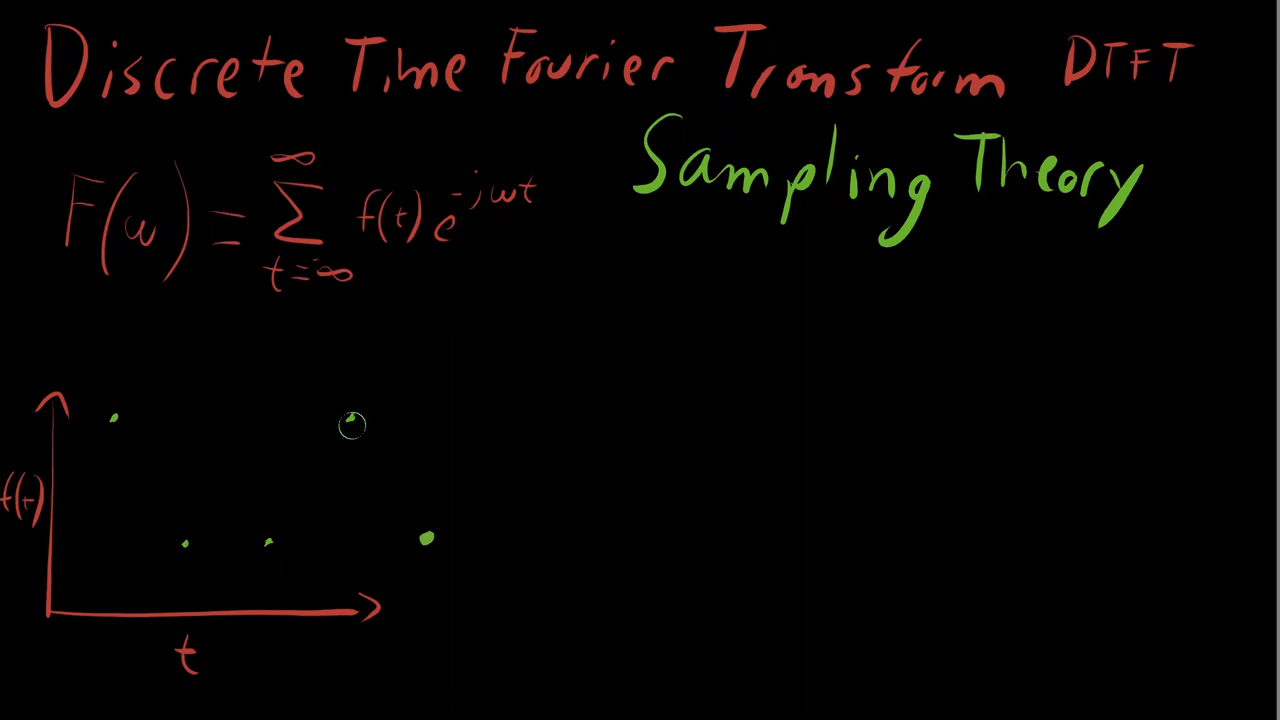 Discrete Time Fourier Transform DTFT
Sampling Theory
F(ω) = ∑ f(t) e^{-jωt}
∞
t=-∞
f(t)
t